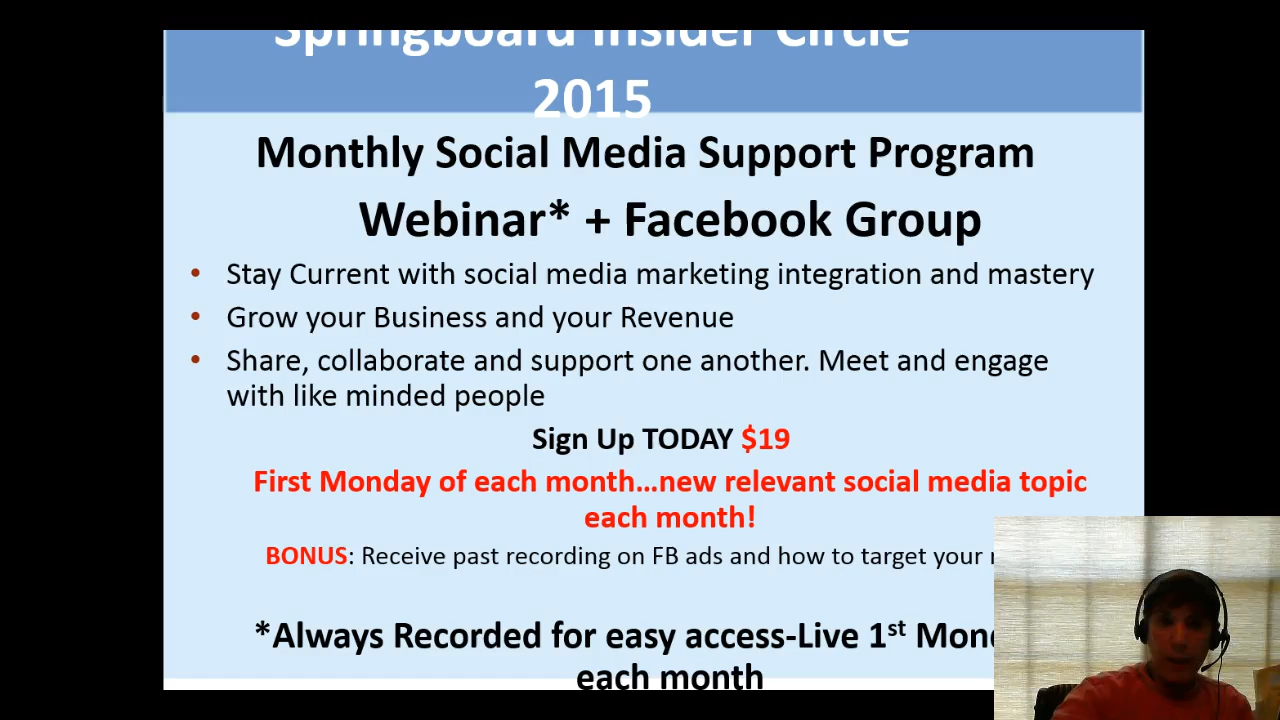 Springboard Insider Circle
2015
Monthly Social Media Support Program
Webinar* + Facebook Group
• Stay Current with social media marketing integration and mastery
• Grow your Business and your Revenue
• Share, collaborate and support one another. Meet and engage
with like minded people
Sign Up TODAY $19
First Monday of each month…new relevant social media topic
each month!
BONUS: Receive past recording on FB ads and how to target your
*Always Recorded for easy access-Live 1st
each month